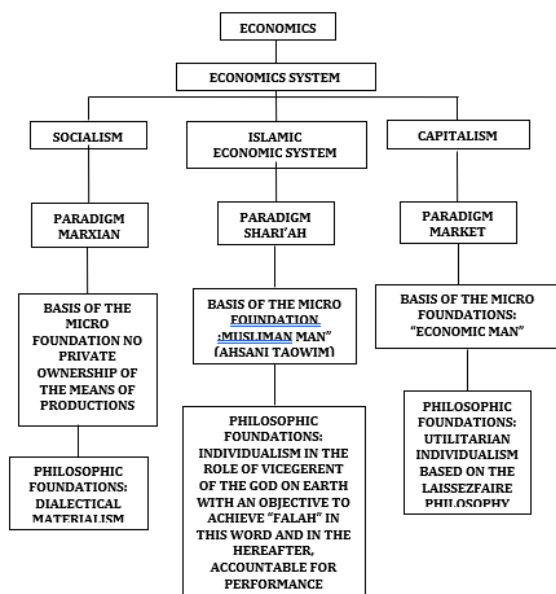 ECONOMICS
ECONOMICS SYSTEM
SOCIALISM
ISLAMIC
ECONOMIC SYSTEM
CAPITALISM
PARADIGM
MARXIAN
PARADIGM
SHARI'AH
PARADIGM
MARKET
BASIS OF THE
MICRO
FOUNDATION NO
PRIVATE
OWNERSHIP OF
THE MEANS OF
PRODUCTIONS
BASIS OF THE MICRO
FOUNDATION
:MUSLIMAN MAN"
(AHSANI TAOWIM)
BASIS OF THE MICRO
FOUNDATIONS:
"ECONOMIC MAN"
PHILOSOPHIC
FOUNDATIONS:
DIALECTICAL
MATERIALISM
PHILOSOPHIC
FOUNDATIONS:
INDIVIDUALISM IN THE
ROLE OF VICEGERENT
OF THE GOD ON EARTH
WITH AN OBJECTIVE TO
ACHIEVE "FALAH" IN
THIS WORD AND IN THE
HEREAFTER,
ACCOUNTABLE FOR
PERFORMANCE
PHILOSOPHIC
FOUNDATIONS:
UTILITARIAN
INDIVIDUALISM
BASED ON THE
LAISSEZFAIRE
PHILOSOPHY